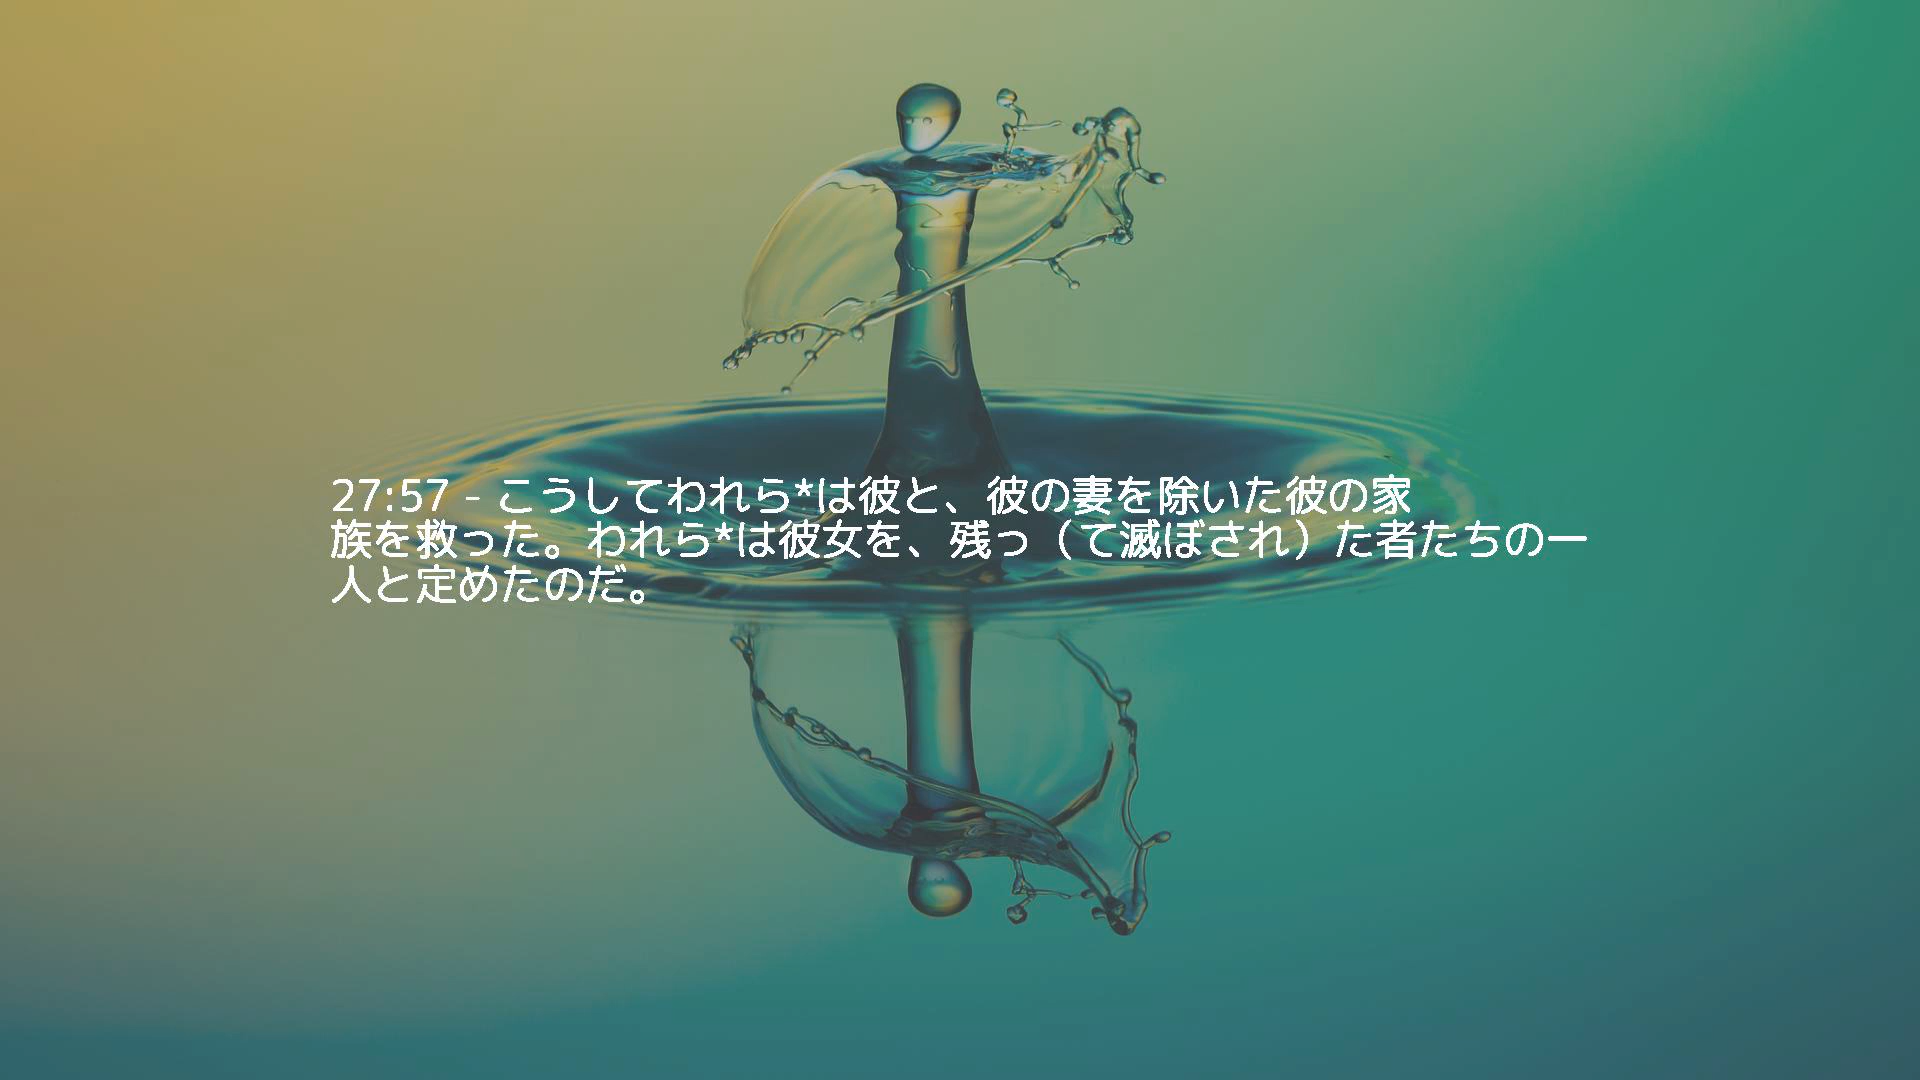 27:57 - こうしてわれら*は彼と、彼の妻を除いた彼の家
族を救った。われら*は彼女を、残っ（て滅ぼされ）た者たちの一
人と定めたのだ。